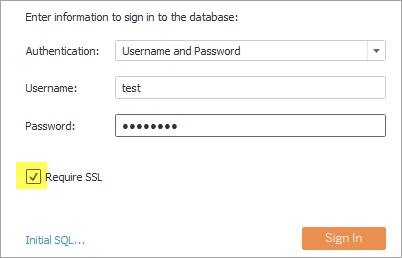 Enter information to sign in to the database:
Authentication: Username and Password
Username: test
Password: ●●●●●●●●
Require SSL
Initial SQL...
Sign In